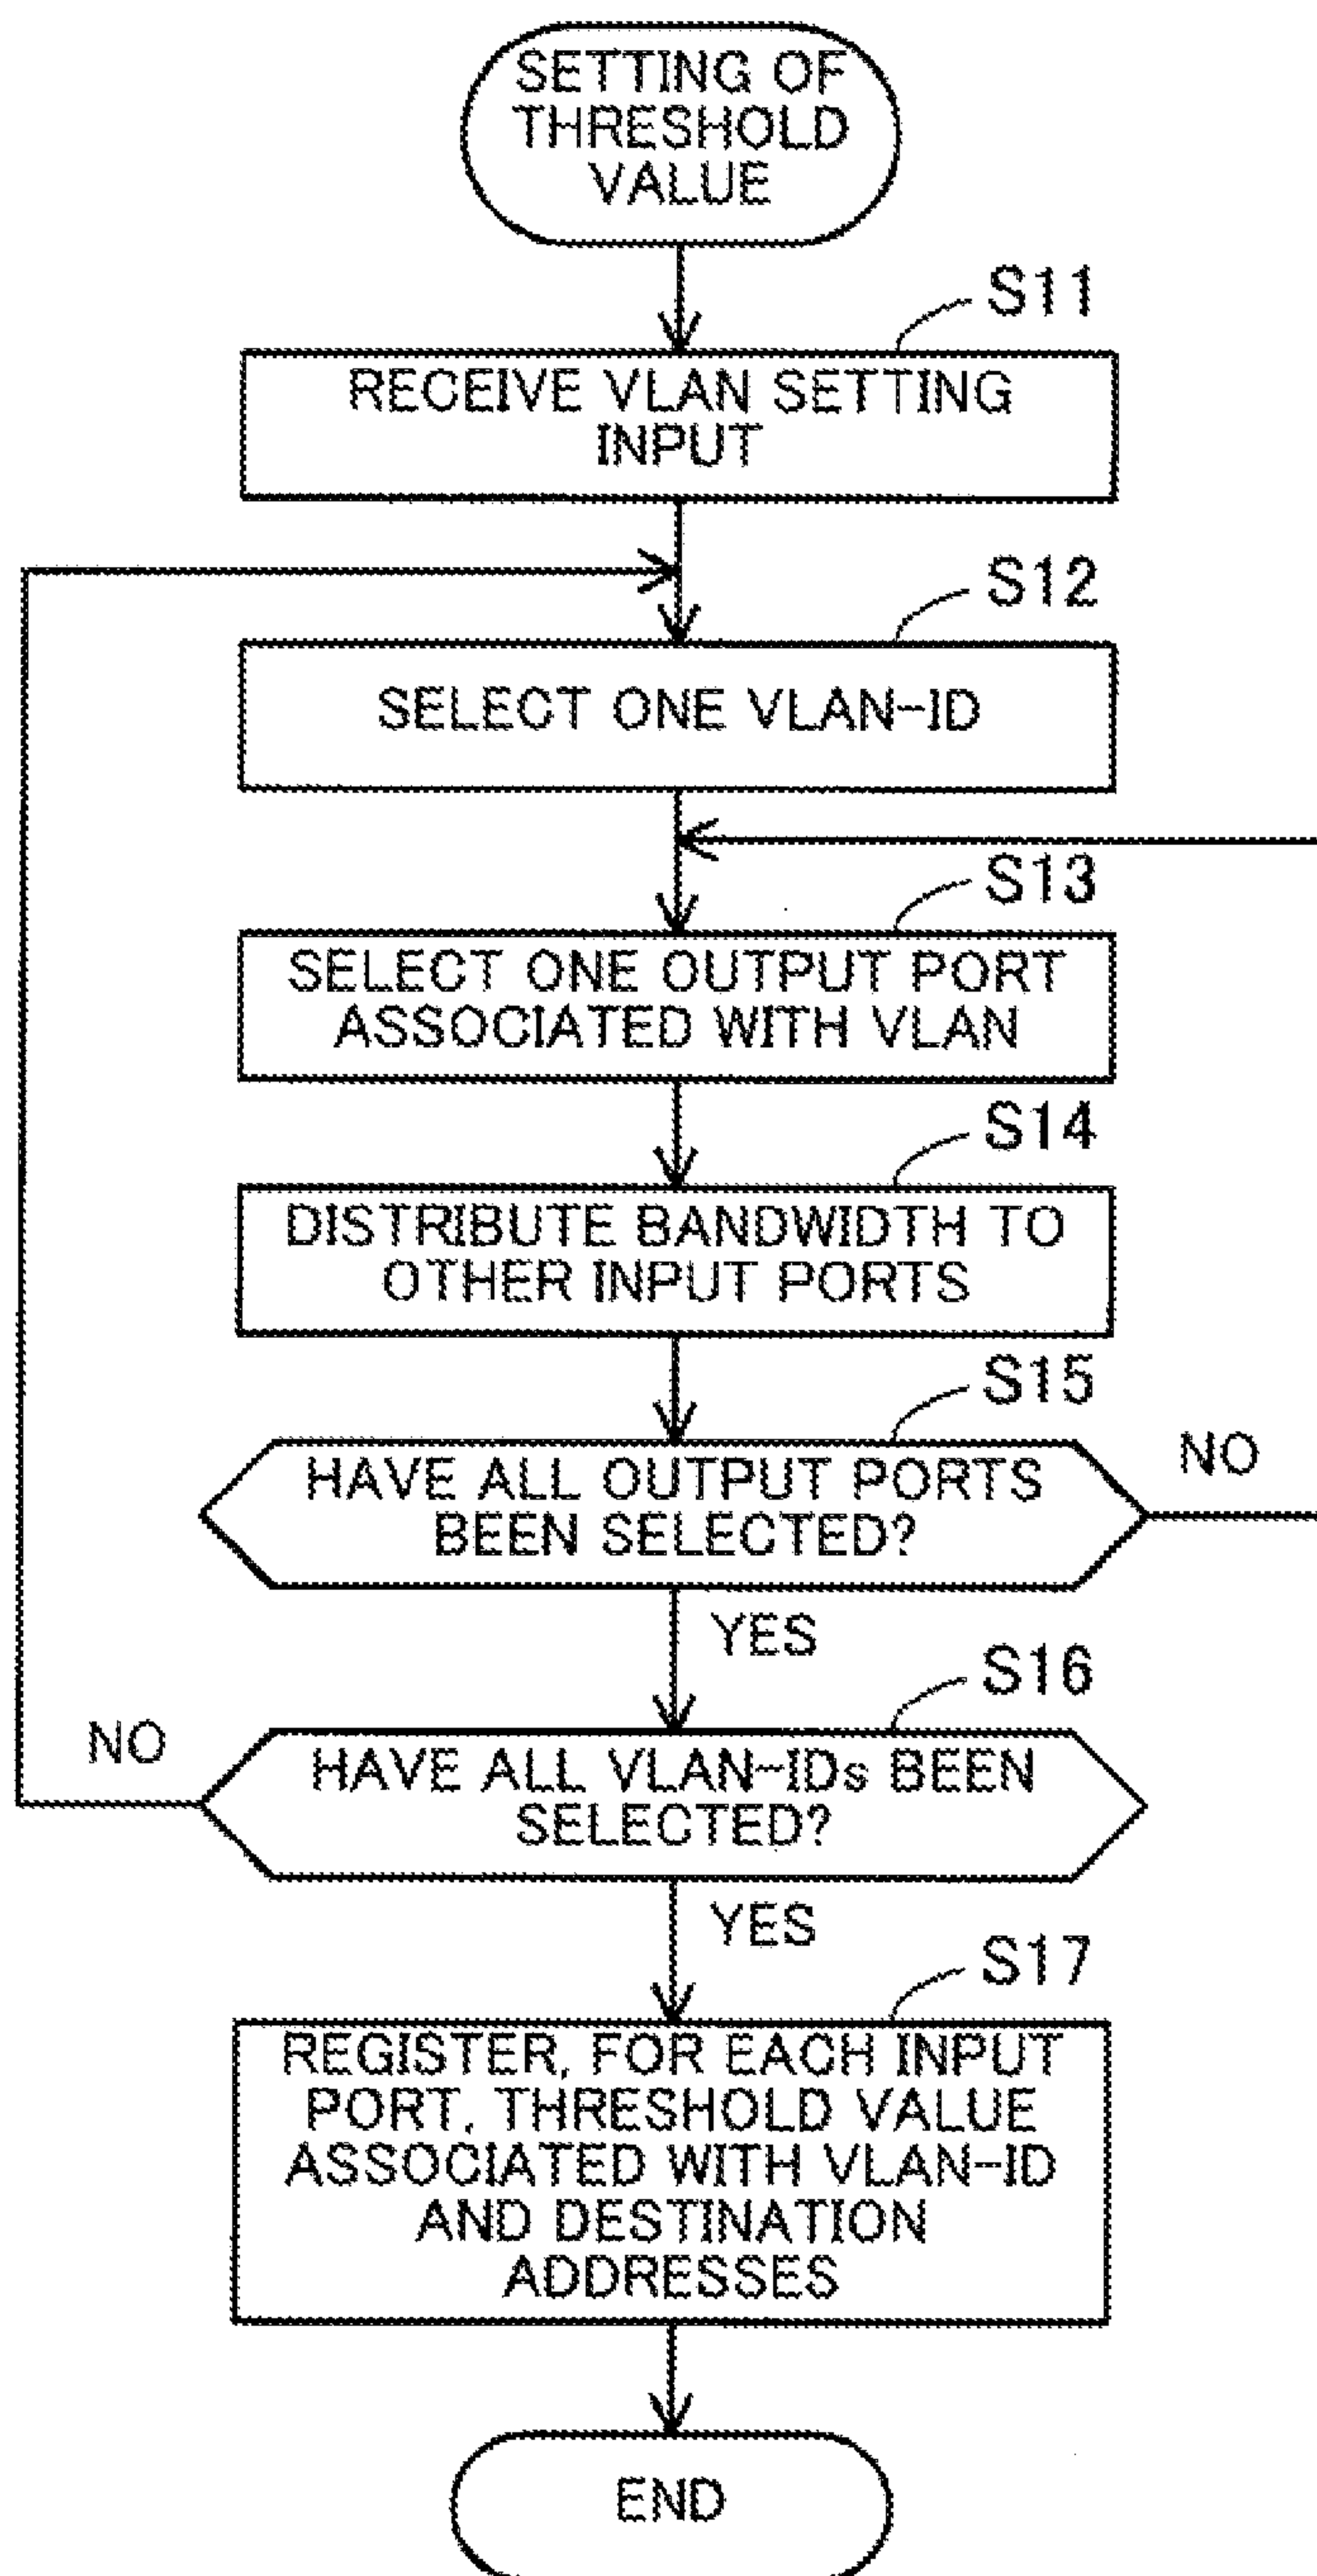 SETTING OF
THRESHOLD
VALUE
S11
RECEIVE VLAN SETTING
INPUT
S12
SELECT ONE VLAN-ID
S13
SELECT ONE OUTPUT PORT
ASSOCIATED WITH VLAN
S14
DISTRIBUTE BANDWIDTH TO
OTHER INPUT PORTS
S15
HAVE ALL OUTPUT PORTS
BEEN SELECTED?
NO
YES
S16
HAVE ALL VLAN-IDs BEEN
SELECTED?
NO
YES
S17
REGISTER, FOR EACH INPUT
PORT, THRESHOLD VALUE
ASSOCIATED WITH VLAN-ID
AND DESTINATION
ADDRESSES
END